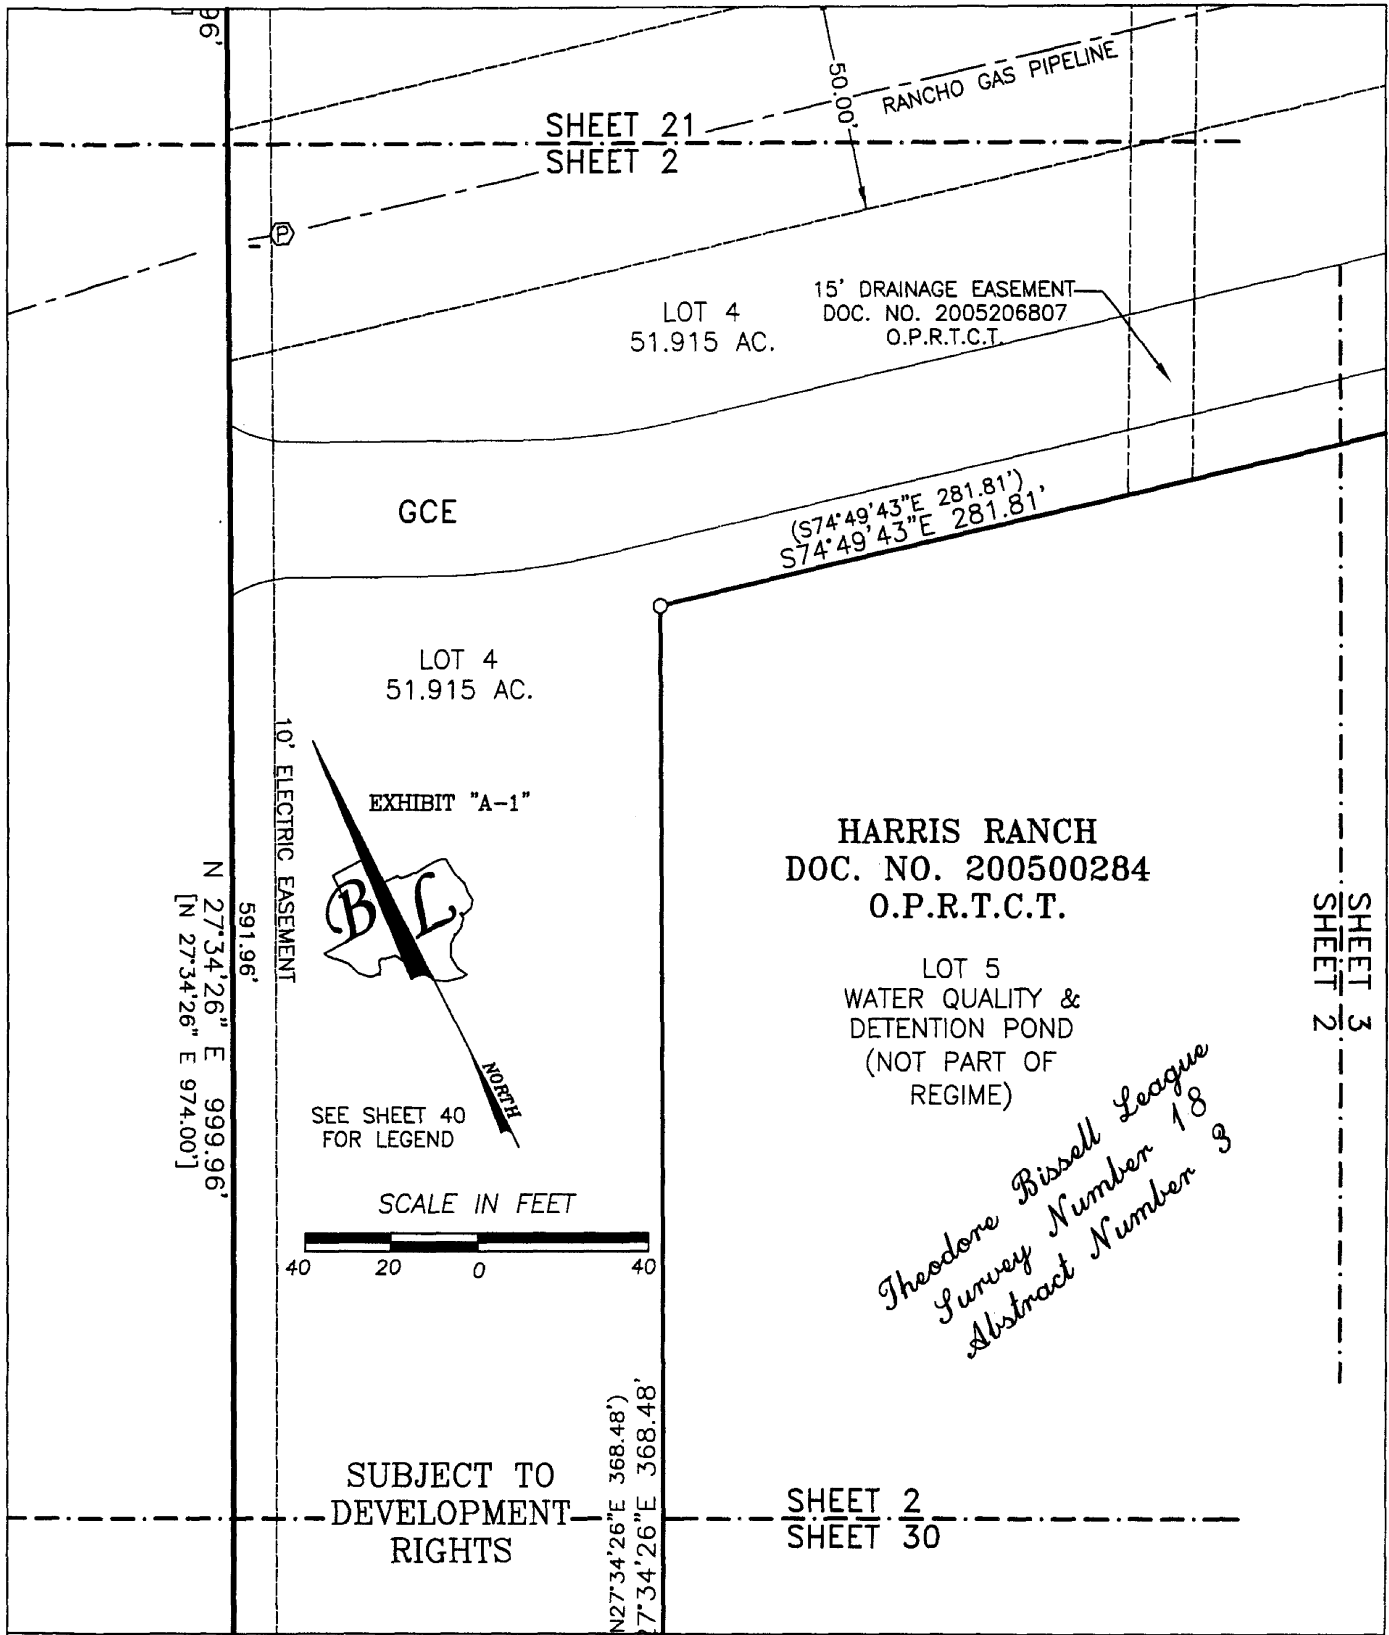 96'
]
50.00'
RANCHO GAS PIPELINE
SHEET 21
SHEET 2
P
LOT 4
51.915 AC.
15' DRAINAGE EASEMENT
DOC. NO. 2005206807
O.P.R.T.C.T.
GCE
(S74°49'43"E 281.81')
S74°49'43"E 281.81'
LOT 4
51.915 AC.
10' ELECTRIC EASEMENT
EXHIBIT "A-1"
B L
NORTH
591.96'
N 27°34'26" E 999.96'
[N 27°34'26" E 974.00']
SEE SHEET 40
FOR LEGEND
SCALE IN FEET
40 20 0 40
HARRIS RANCH
DOC. NO. 200500284
O.P.R.T.C.T.
LOT 5
WATER QUALITY &
DETENTION POND
(NOT PART OF
REGIME)
SHEET 3
SHEET 2
Theodore Bissell League
Survey Number 18
Abstract Number 3
N27°34'26"E 368.48')
27°34'26"E 368.48'
SUBJECT TO
DEVELOPMENT
RIGHTS
SHEET 2
SHEET 30